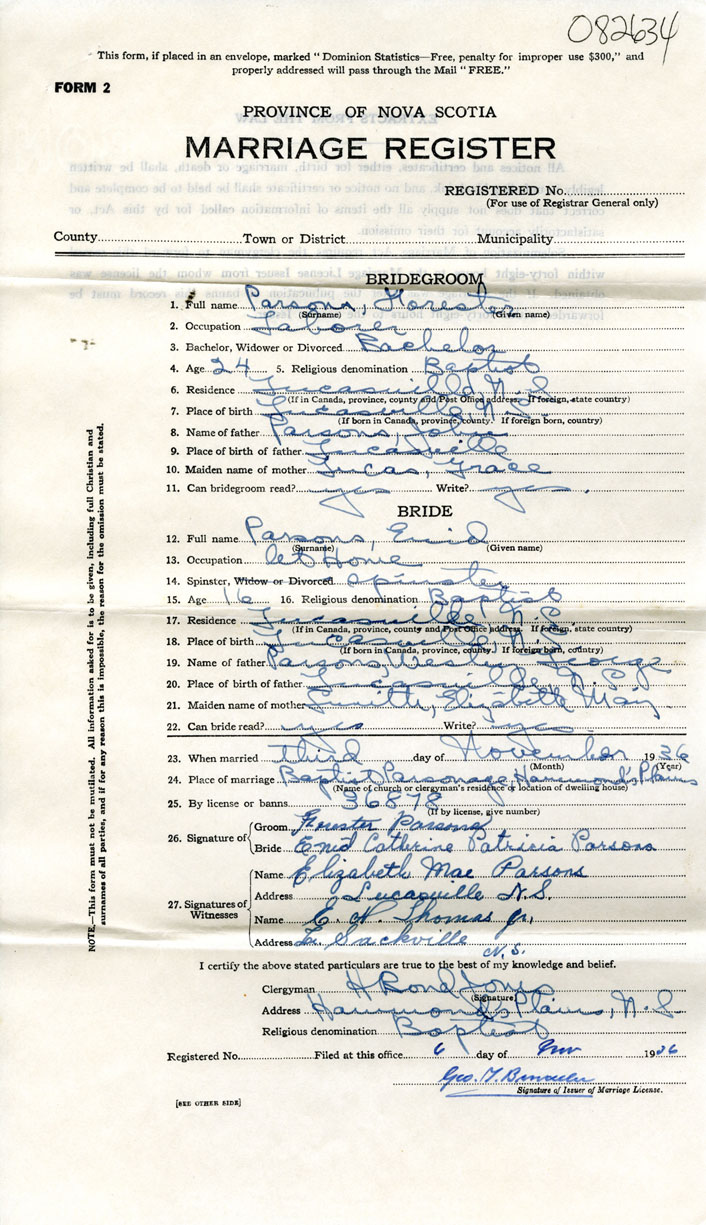 082634
This form, if placed in an envelope, marked "Dominion Statistics—Free, penalty for improper use $300," and
properly addressed will pass through the Mail "FREE."
FORM 2
PROVINCE OF NOVA SCOTIA
MARRIAGE REGISTER
REGISTERED No.
(For use of Registrar General only)
County Town or District Municipality
BRIDEGROOM
1. Full name Parsons, Forester
(Surname) (Given name)
2. Occupation Laborer
3. Bachelor, Widower or Divorced Bachelor
4. Age 24 5. Religious denomination Baptist
6. Residence Lucasville, N.S
(If in Canada, province, county and Post Office address. If foreign, state country)
7. Place of birth Lucasville, N.S
(If born in Canada, province, county. If foreign born, country)
8. Name of father Parsons, John
9. Place of birth of father Lucasville
10. Maiden name of mother Lucas, Grace
11. Can bridegroom read? yes Write? yes.
BRIDE
12. Full name Parsons, Enid
(Surname) (Given name)
13. Occupation At Home
14. Spinster, Widow or Divorced Spinster
15. Age 16 16. Religious denomination Baptist
17. Residence Lucasville, N.S.
(If in Canada, province, county and Post Office address. If foreign, state country)
18. Place of birth Lucasville, N.S.
(If born in Canada, province, county. If foreign born, country)
19. Name of father Parsons, Wesley George
20. Place of birth of father Lucasville, N.S
21. Maiden name of mother Elizabeth May
22. Can bride read? yes Write? yes
23. When married third day of November 1936
(Month) (Year)
24. Place of marriage Baptist Parsonage, Hammonds Plains
(Name of church or clergyman's residence or location of dwelling house)
25. By license or banns 36878
(If by license, give number)
26. Signature of
Groom Forester Parsons
Bride Enid Cathrine Patricia Parsons
27. Signatures of Witnesses
Name Elizabeth Mae Parsons
Address Lucasville N.S.
Name E. N. Thomas Jr,
Address Sackville
N.S.
I certify the above stated particulars are true to the best of my knowledge and belief.
Clergyman H Bond Jones
(Signature)
Address Hammonds Plains, N.S.
Religious denomination Baptist
Registered No. Filed at this office 6 day of Nov 1936
Geo. T.
Signature of Issuer of Marriage License.
[SEE OTHER SIDE]
NOTE.—This form must not be mutilated. All information asked for is to be given, including full Christian and
surnames of all parties, and if for any reason this is impossible, the reason for the omission must be stated.